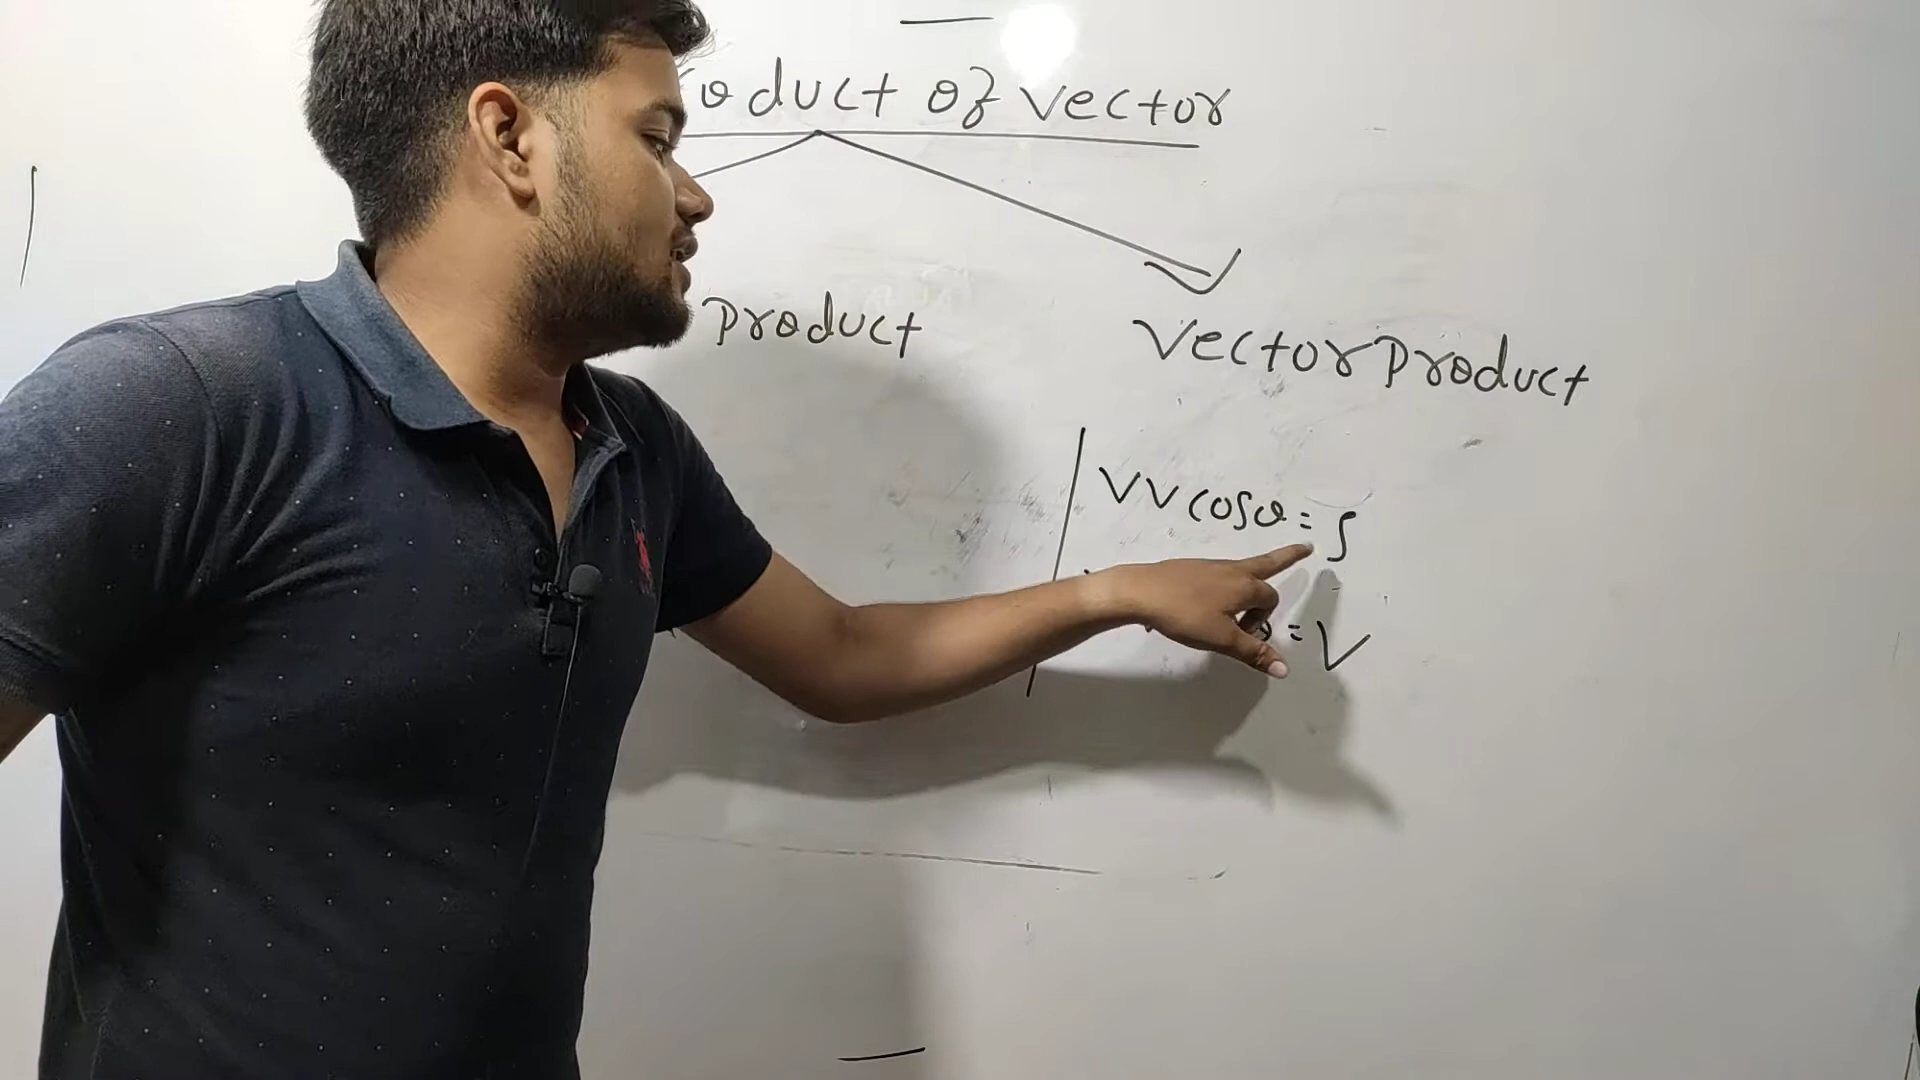 oduct of vector
product
vector product
VV cosθ = S
θ = V